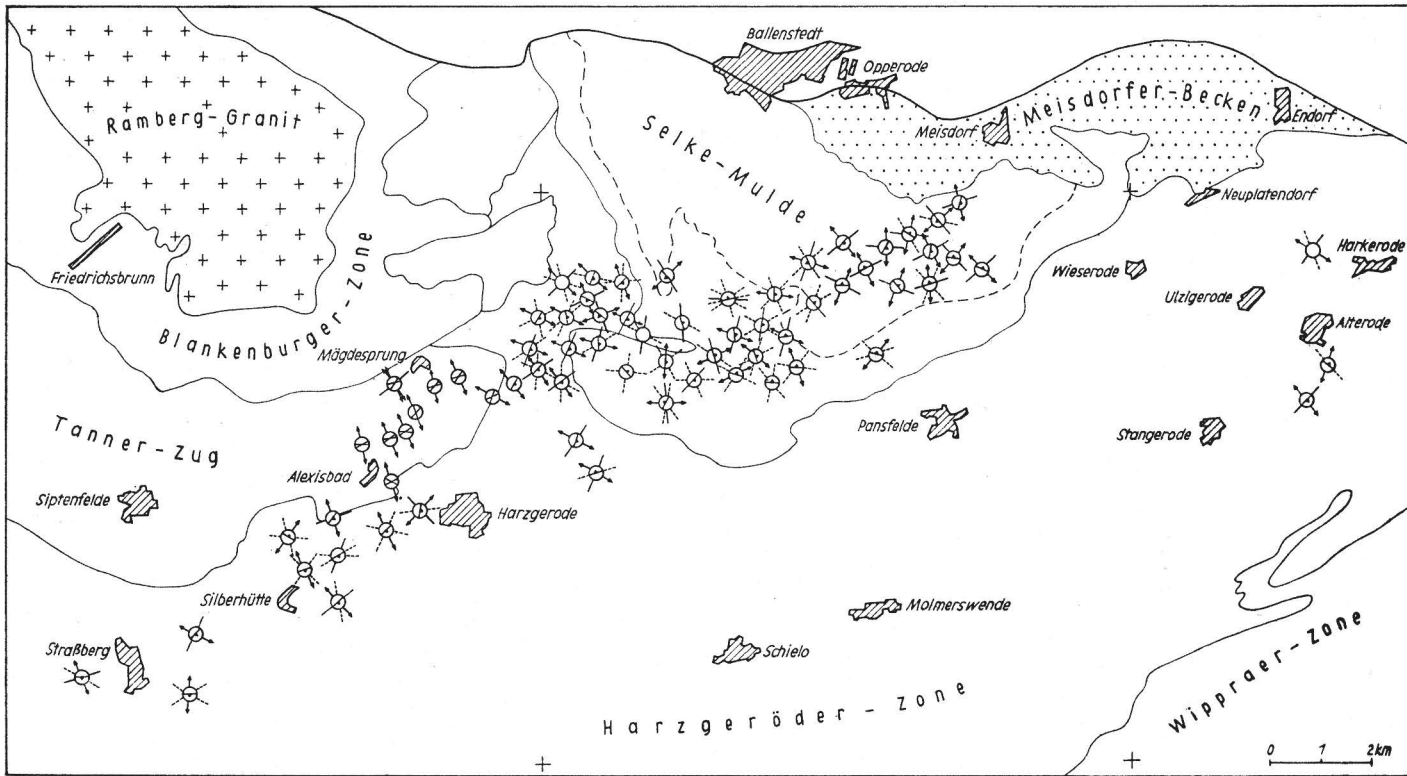 Ballenstedt
Opperode
Ramberg-Granit
Meisdorfer-Becken
Endorf
Meisdorf
Selke-Mulde
Neuplatendorf
Harkerode
Friedrichsbrunn
Wieserode
Ulzigerode
Blankenburger-Zone
Alterode
Mägdesprung
Tanner-Zug
Pansfelde
Stangerode
Alexisbad
Siptenfelde
Harzgerode
Silberhütte
Molmerswende
Straßberg
Schielo
Wippraer-Zone
Harzgeröder-Zone
0 1 2km